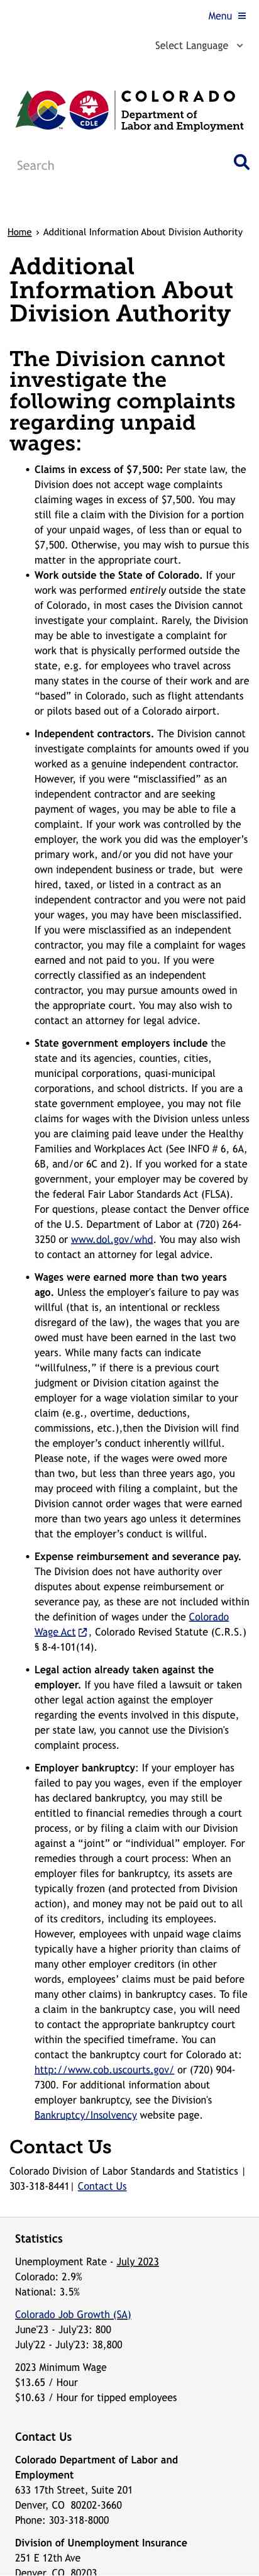 Menu ≡
Select Language
CDLE
COLORADO
Department of
Labor and Employment
Search
Home › Additional Information About Division Authority
Additional
Information About
Division Authority
The Division cannot
investigate the
following complaints
regarding unpaid
wages:
• Claims in excess of $7,500: Per state law, the
Division does not accept wage complaints
claiming wages in excess of $7,500. You may
still file a claim with the Division for a portion
of your unpaid wages, of less than or equal to
$7,500. Otherwise, you may wish to pursue this
matter in the appropriate court.
• Work outside the State of Colorado. If your
work was performed entirely outside the state
of Colorado, in most cases the Division cannot
investigate your complaint. Rarely, the Division
may be able to investigate a complaint for
work that is physically performed outside the
state, e.g. for employees who travel across
many states in the course of their work and are
“based” in Colorado, such as flight attendants
or pilots based out of a Colorado airport.
• Independent contractors. The Division cannot
investigate complaints for amounts owed if you
worked as a genuine independent contractor.
However, if you were “misclassified” as an
independent contractor and are seeking
payment of wages, you may be able to file a
complaint. If your work was controlled by the
employer, the work you did was the employer’s
primary work, and/or you did not have your
own independent business or trade, but were
hired, taxed, or listed in a contract as an
independent contractor and you were not paid
your wages, you may have been misclassified.
If you were misclassified as an independent
contractor, you may file a complaint for wages
earned and not paid to you. If you were
correctly classified as an independent
contractor, you may pursue amounts owed in
the appropriate court. You may also wish to
contact an attorney for legal advice.
• State government employers include the
state and its agencies, counties, cities,
municipal corporations, quasi-municipal
corporations, and school districts. If you are a
state government employee, you may not file
claims for wages with the Division unless unless
you are claiming paid leave under the Healthy
Families and Workplaces Act (See INFO # 6, 6A,
6B, and/or 6C and 2). If you worked for a state
government, your employer may be covered by
the federal Fair Labor Standards Act (FLSA).
For questions, please contact the Denver office
of the U.S. Department of Labor at (720) 264-
3250 or www.dol.gov/whd. You may also wish
to contact an attorney for legal advice.
• Wages were earned more than two years
ago. Unless the employer's failure to pay was
willful (that is, an intentional or reckless
disregard of the law), the wages that you are
owed must have been earned in the last two
years. While many facts can indicate
“willfulness,” if there is a previous court
judgment or Division citation against the
employer for a wage violation similar to your
claim (e.g., overtime, deductions,
commissions, etc.),then the Division will find
the employer’s conduct inherently willful.
Please note, if the wages were owed more
than two, but less than three years ago, you
may proceed with filing a complaint, but the
Division cannot order wages that were earned
more than two years ago unless it determines
that the employer’s conduct is willful.
• Expense reimbursement and severance pay.
The Division does not have authority over
disputes about expense reimbursement or
severance pay, as these are not included within
the definition of wages under the Colorado
Wage Act, Colorado Revised Statute (C.R.S.)
§ 8-4-101(14).
• Legal action already taken against the
employer. If you have filed a lawsuit or taken
other legal action against the employer
regarding the events involved in this dispute,
per state law, you cannot use the Division's
complaint process.
• Employer bankruptcy: If your employer has
failed to pay you wages, even if the employer
has declared bankruptcy, you may still be
entitled to financial remedies through a court
process, or by filing a claim with our Division
against a “joint” or “individual” employer. For
remedies through a court process: When an
employer files for bankruptcy, its assets are
typically frozen (and protected from Division
action), and money may not be paid out to all
of its creditors, including its employees.
However, employees with unpaid wage claims
typically have a higher priority than claims of
many other employer creditors (in other
words, employees’ claims must be paid before
many other claims) in bankruptcy cases. To file
a claim in the bankruptcy case, you will need
to contact the appropriate bankruptcy court
within the specified timeframe. You can
contact the bankruptcy court for Colorado at:
http://www.cob.uscourts.gov/ or (720) 904-
7300. For additional information about
employer bankruptcy, see the Division's
Bankruptcy/Insolvency website page.
Contact Us
Colorado Division of Labor Standards and Statistics |
303-318-8441| Contact Us
Statistics
Unemployment Rate - July 2023
Colorado: 2.9%
National: 3.5%
Colorado Job Growth (SA)
June'23 - July'23: 800
July'22 - July'23: 38,800
2023 Minimum Wage
$13.65 / Hour
$10.63 / Hour for tipped employees
Contact Us
Colorado Department of Labor and
Employment
633 17th Street, Suite 201
Denver, CO 80202-3660
Phone: 303-318-8000
Division of Unemployment Insurance
251 E 12th Ave
Denver, CO 80203